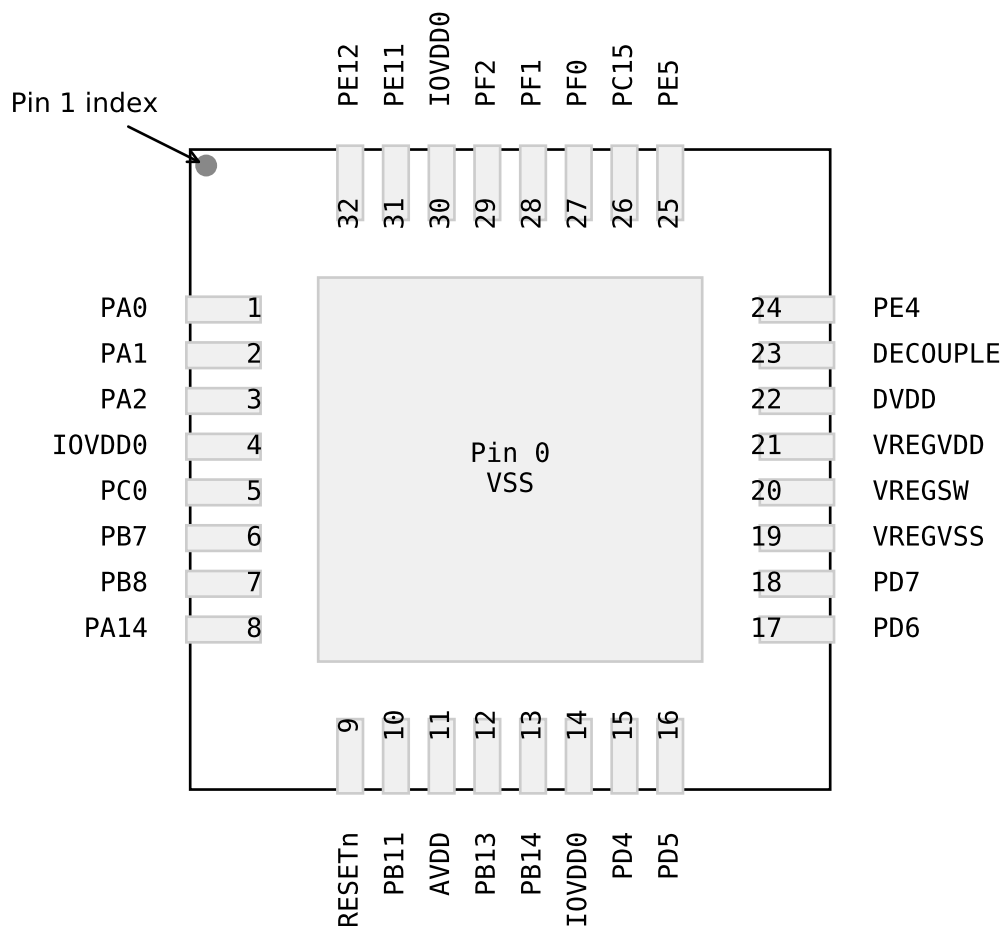 PE12
PE11
IOVDD0
PF2
PF1
PF0
PC15
PE5
Pin 1 index
32
31
30
29
28
27
26
25
PA0 1
24 PE4
PA1 2
23 DECOUPLE
PA2 3
22 DVDD
IOVDD0 4
21 VREGVDD
Pin 0
VSS
PC0 5
20 VREGSW
PB7 6
19 VREGVSS
PB8 7
18 PD7
PA14 8
17 PD6
9
10
11
12
13
14
15
16
RESETn
PB11
AVDD
PB13
PB14
IOVDD0
PD4
PD5